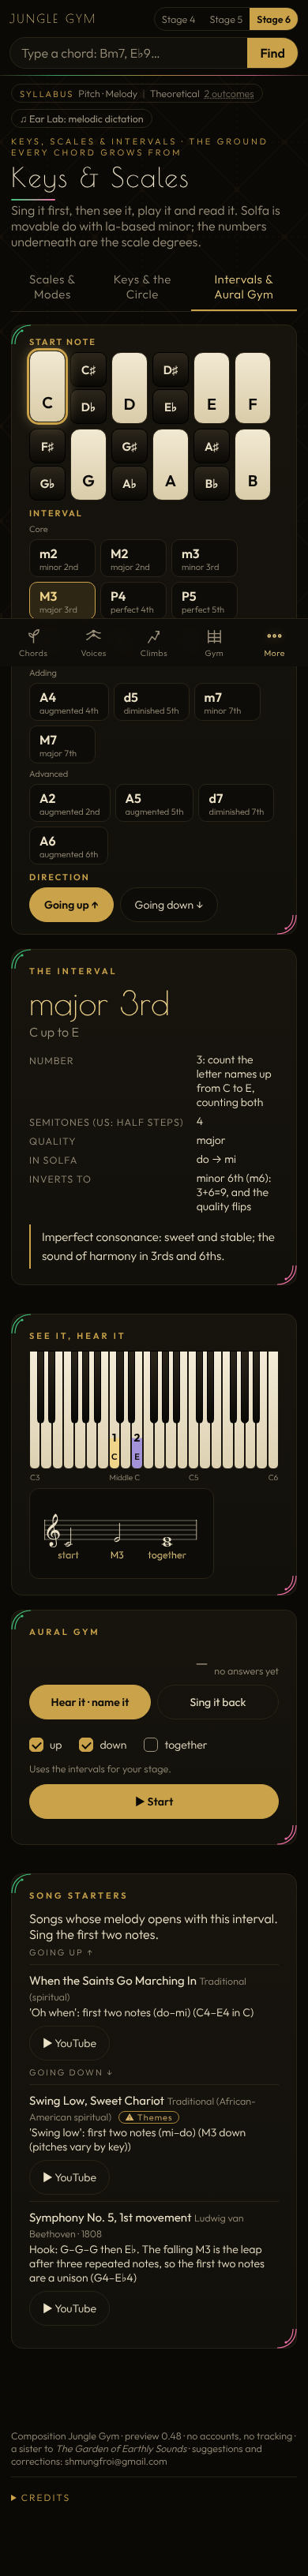 JUNGLE GYM
Stage 4 Stage 5 Stage 6
Type a chord: Bm7, E♭9… Find
SYLLABUS Pitch · Melody | Theoretical 2 outcomes
♫ Ear Lab: melodic dictation
KEYS, SCALES & INTERVALS · THE GROUND
EVERY CHORD GROWS FROM
Keys & Scales
Sing it first, then see it, play it and read it. Solfa is
movable do with la-based minor; the numbers
underneath are the scale degrees.
Scales &
Modes
Keys & the
Circle
Intervals &
Aural Gym
START NOTE
C C♯ D♭ D D♯ E♭ E F
F♯ G♭ G G♯ A♭ A A♯ B♭ B
INTERVAL
Core
m2 M2 m3
minor 2nd major 2nd minor 3rd
M3 P4 P5
major 3rd perfect 4th perfect 5th
Chords Voices Climbs Gym More
Adding
A4 d5 m7
augmented 4th diminished 5th minor 7th
M7
major 7th
Advanced
A2 A5 d7
augmented 2nd augmented 5th diminished 7th
A6
augmented 6th
DIRECTION
Going up ↑ Going down ↓
THE INTERVAL
major 3rd
C up to E
NUMBER 3: count the
letter names up
from C to E,
counting both
SEMITONES (US: HALF STEPS) 4
QUALITY major
IN SOLFA do → mi
INVERTS TO minor 6th (m6):
3+6=9, and the
quality flips
Imperfect consonance: sweet and stable; the
sound of harmony in 3rds and 6ths.
SEE IT, HEAR IT
1 2
C E
C3 Middle C C5 C6
start M3 together
AURAL GYM
— no answers yet
Hear it · name it Sing it back
up down together
Uses the intervals for your stage.
▶ Start
SONG STARTERS
Songs whose melody opens with this interval.
Sing the first two notes.
GOING UP ↑
When the Saints Go Marching In Traditional
(spiritual)
'Oh when': first two notes (do–mi) (C4–E4 in C)
▶ YouTube
GOING DOWN ↓
Swing Low, Sweet Chariot Traditional (African-
American spiritual) ⚠ Themes
'Swing low': first two notes (mi–do) (M3 down
(pitches vary by key))
▶ YouTube
Symphony No. 5, 1st movement Ludwig van
Beethoven · 1808
Hook: G–G–G then E♭. The falling M3 is the leap
after three repeated notes, so the first two notes
are a unison (G4–E♭4)
▶ YouTube
Composition Jungle Gym · preview 0.48 · no accounts, no tracking ·
a sister to The Garden of Earthly Sounds · suggestions and
corrections: shmungfroi@gmail.com
▶ CREDITS